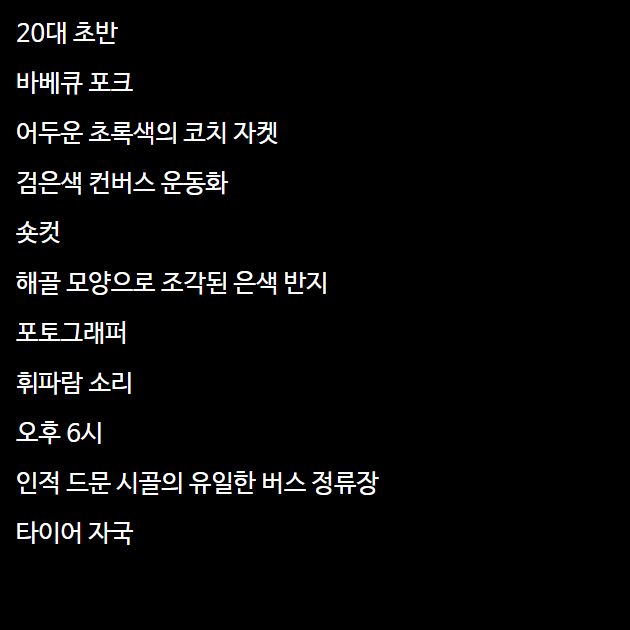 20대 초반
바베큐 포크
어두운 초록색의 코치 자켓
검은색 컨버스 운동화
숏컷
해골 모양으로 조각된 은색 반지
포토그래퍼
휘파람 소리
오후 6시
인적 드문 시골의 유일한 버스 정류장
타이어 자국